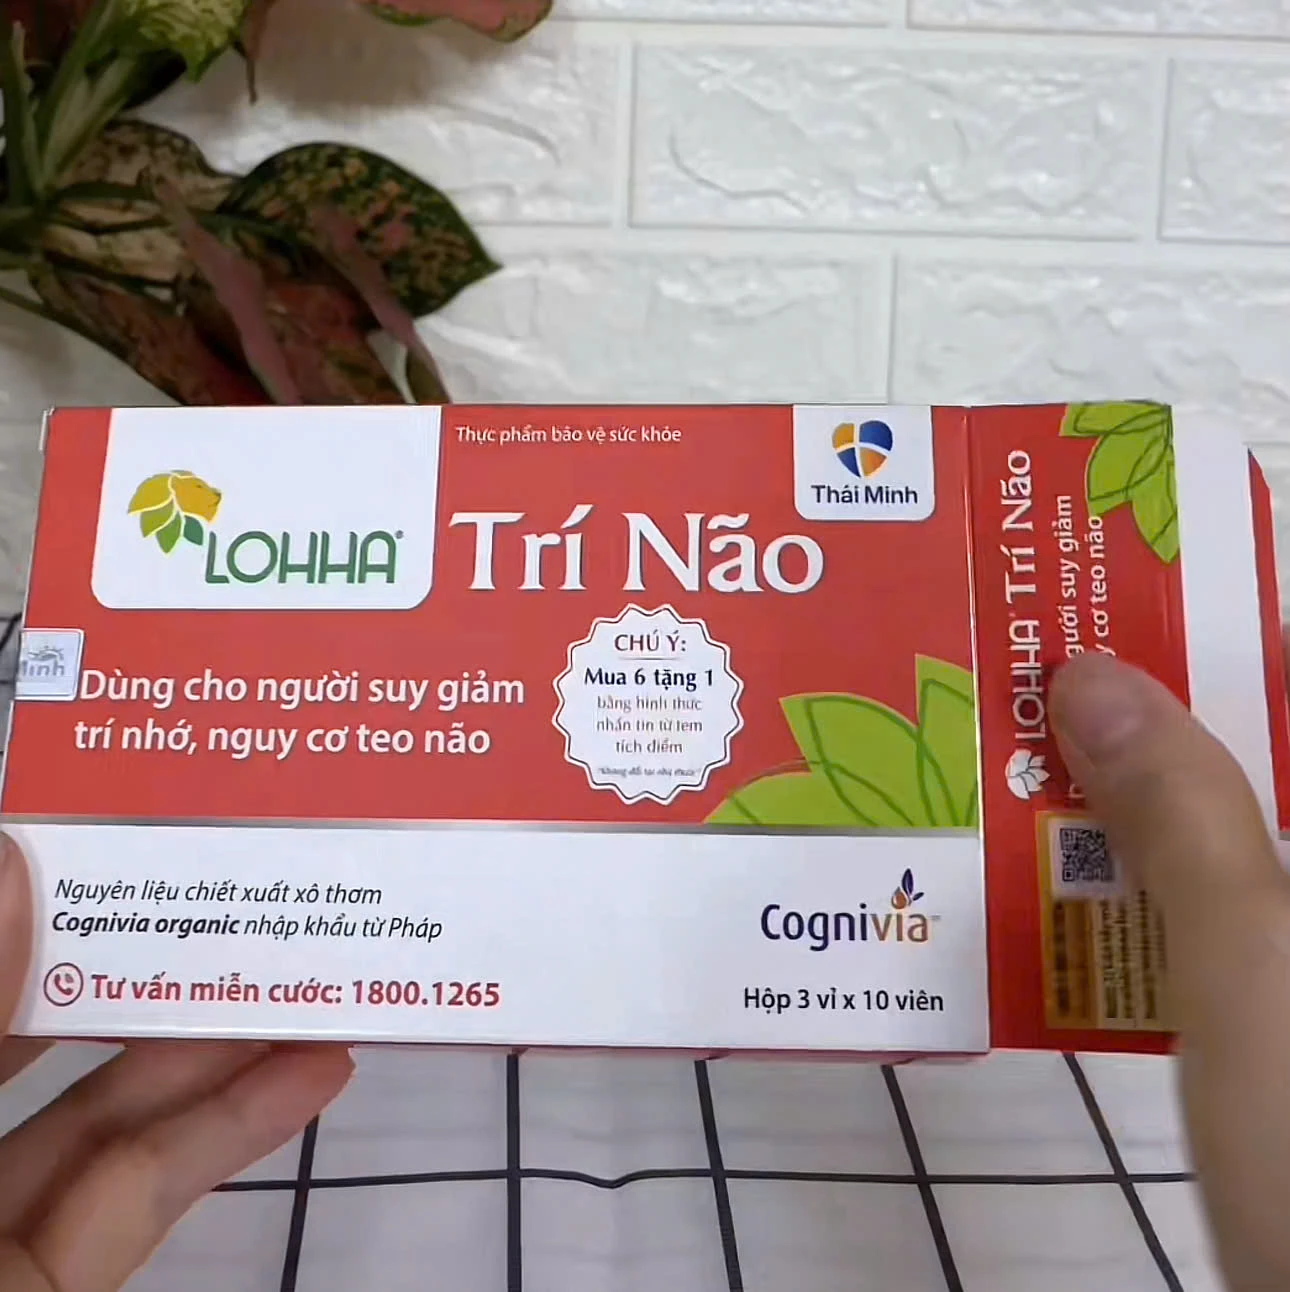 Thực phẩm bảo vệ sức khỏe
LOHHA®
Trí Não
Thái Minh
Minh
Dùng cho người suy giảm
trí nhớ, nguy cơ teo não
CHÚ Ý:
Mua 6 tặng 1
bằng hình thức
nhắn tin từ tem
tích điểm
Nguyên liệu chiết xuất xô thơm
Cognivia organic nhập khẩu từ Pháp
Tư vấn miễn cước: 1800.1265
Cognivia™
Hộp 3 vỉ x 10 viên
LOHHA® Trí Não
suy giảm
cơ teo não